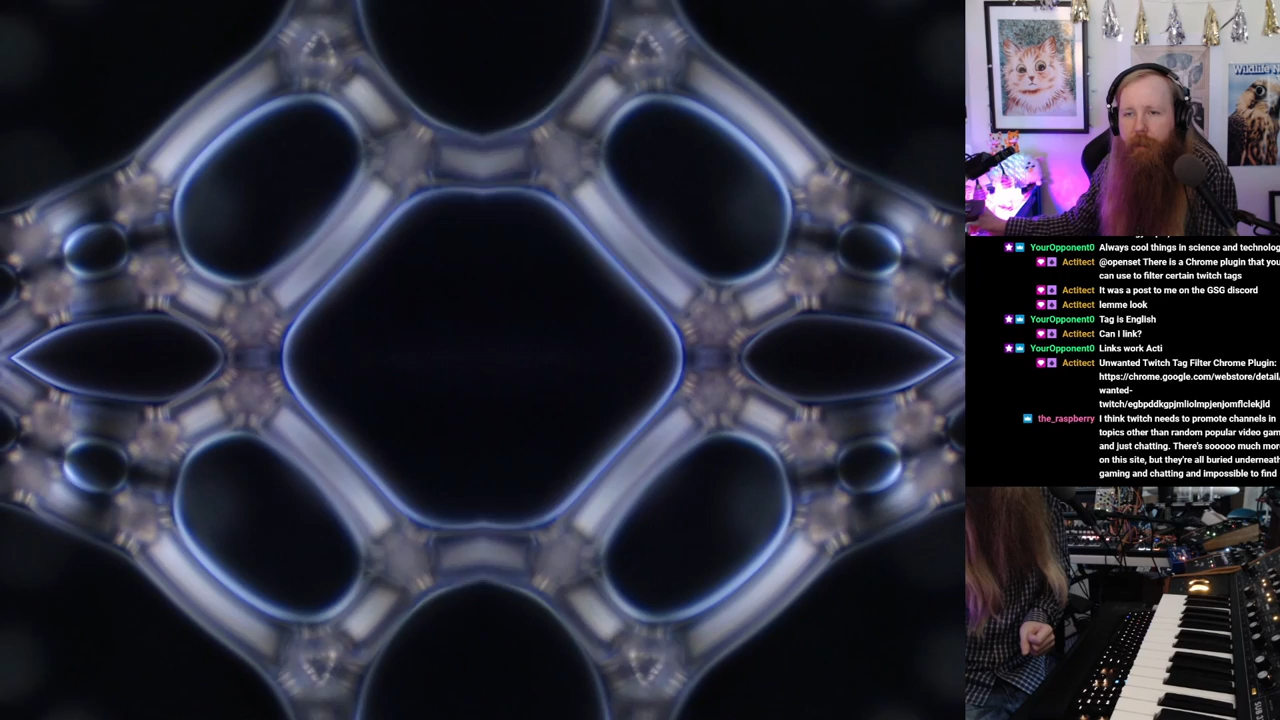 Wildlife N
YourOpponent0 Always cool things in science and technolo
Actitect @openset There is a Chrome plugin that you
can use to filter certain twitch tags
Actitect It was a post to me on the GSG discord
Actitect lemme look
YourOpponent0 Tag is English
Actitect Can I link?
YourOpponent0 Links work Acti
Actitect Unwanted Twitch Tag Filter Chrome Plugin:
https://chrome.google.com/webstore/detail/
wanted-
twitch/egbpddkgpjmliolmpjenjomflclekjld
the_raspberry I think twitch needs to promote channels in
topics other than random popular video gam
and just chatting. There's sooooo much mor
on this site, but they're all buried underneath
gaming and chatting and impossible to find
SUB